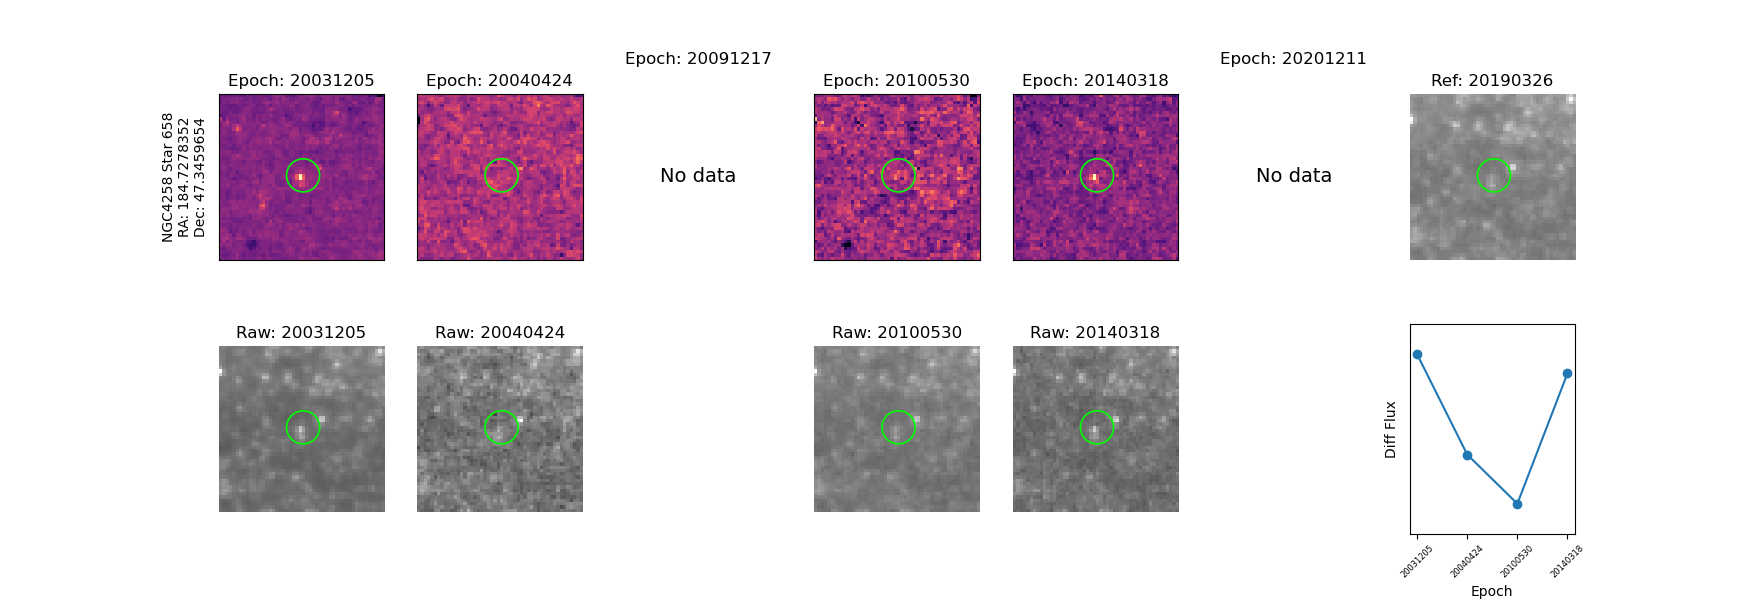 Epoch: 20091217
Epoch: 20201211
Epoch: 20031205
Epoch: 20040424
Epoch: 20100530
Epoch: 20140318
Ref: 20190326
NGC4258 Star 658
RA: 184.7278352
Dec: 47.3459654
No data
No data
Raw: 20031205
Raw: 20040424
Raw: 20100530
Raw: 20140318
Diff Flux
20031205
20040424
20100530
20140318
Epoch